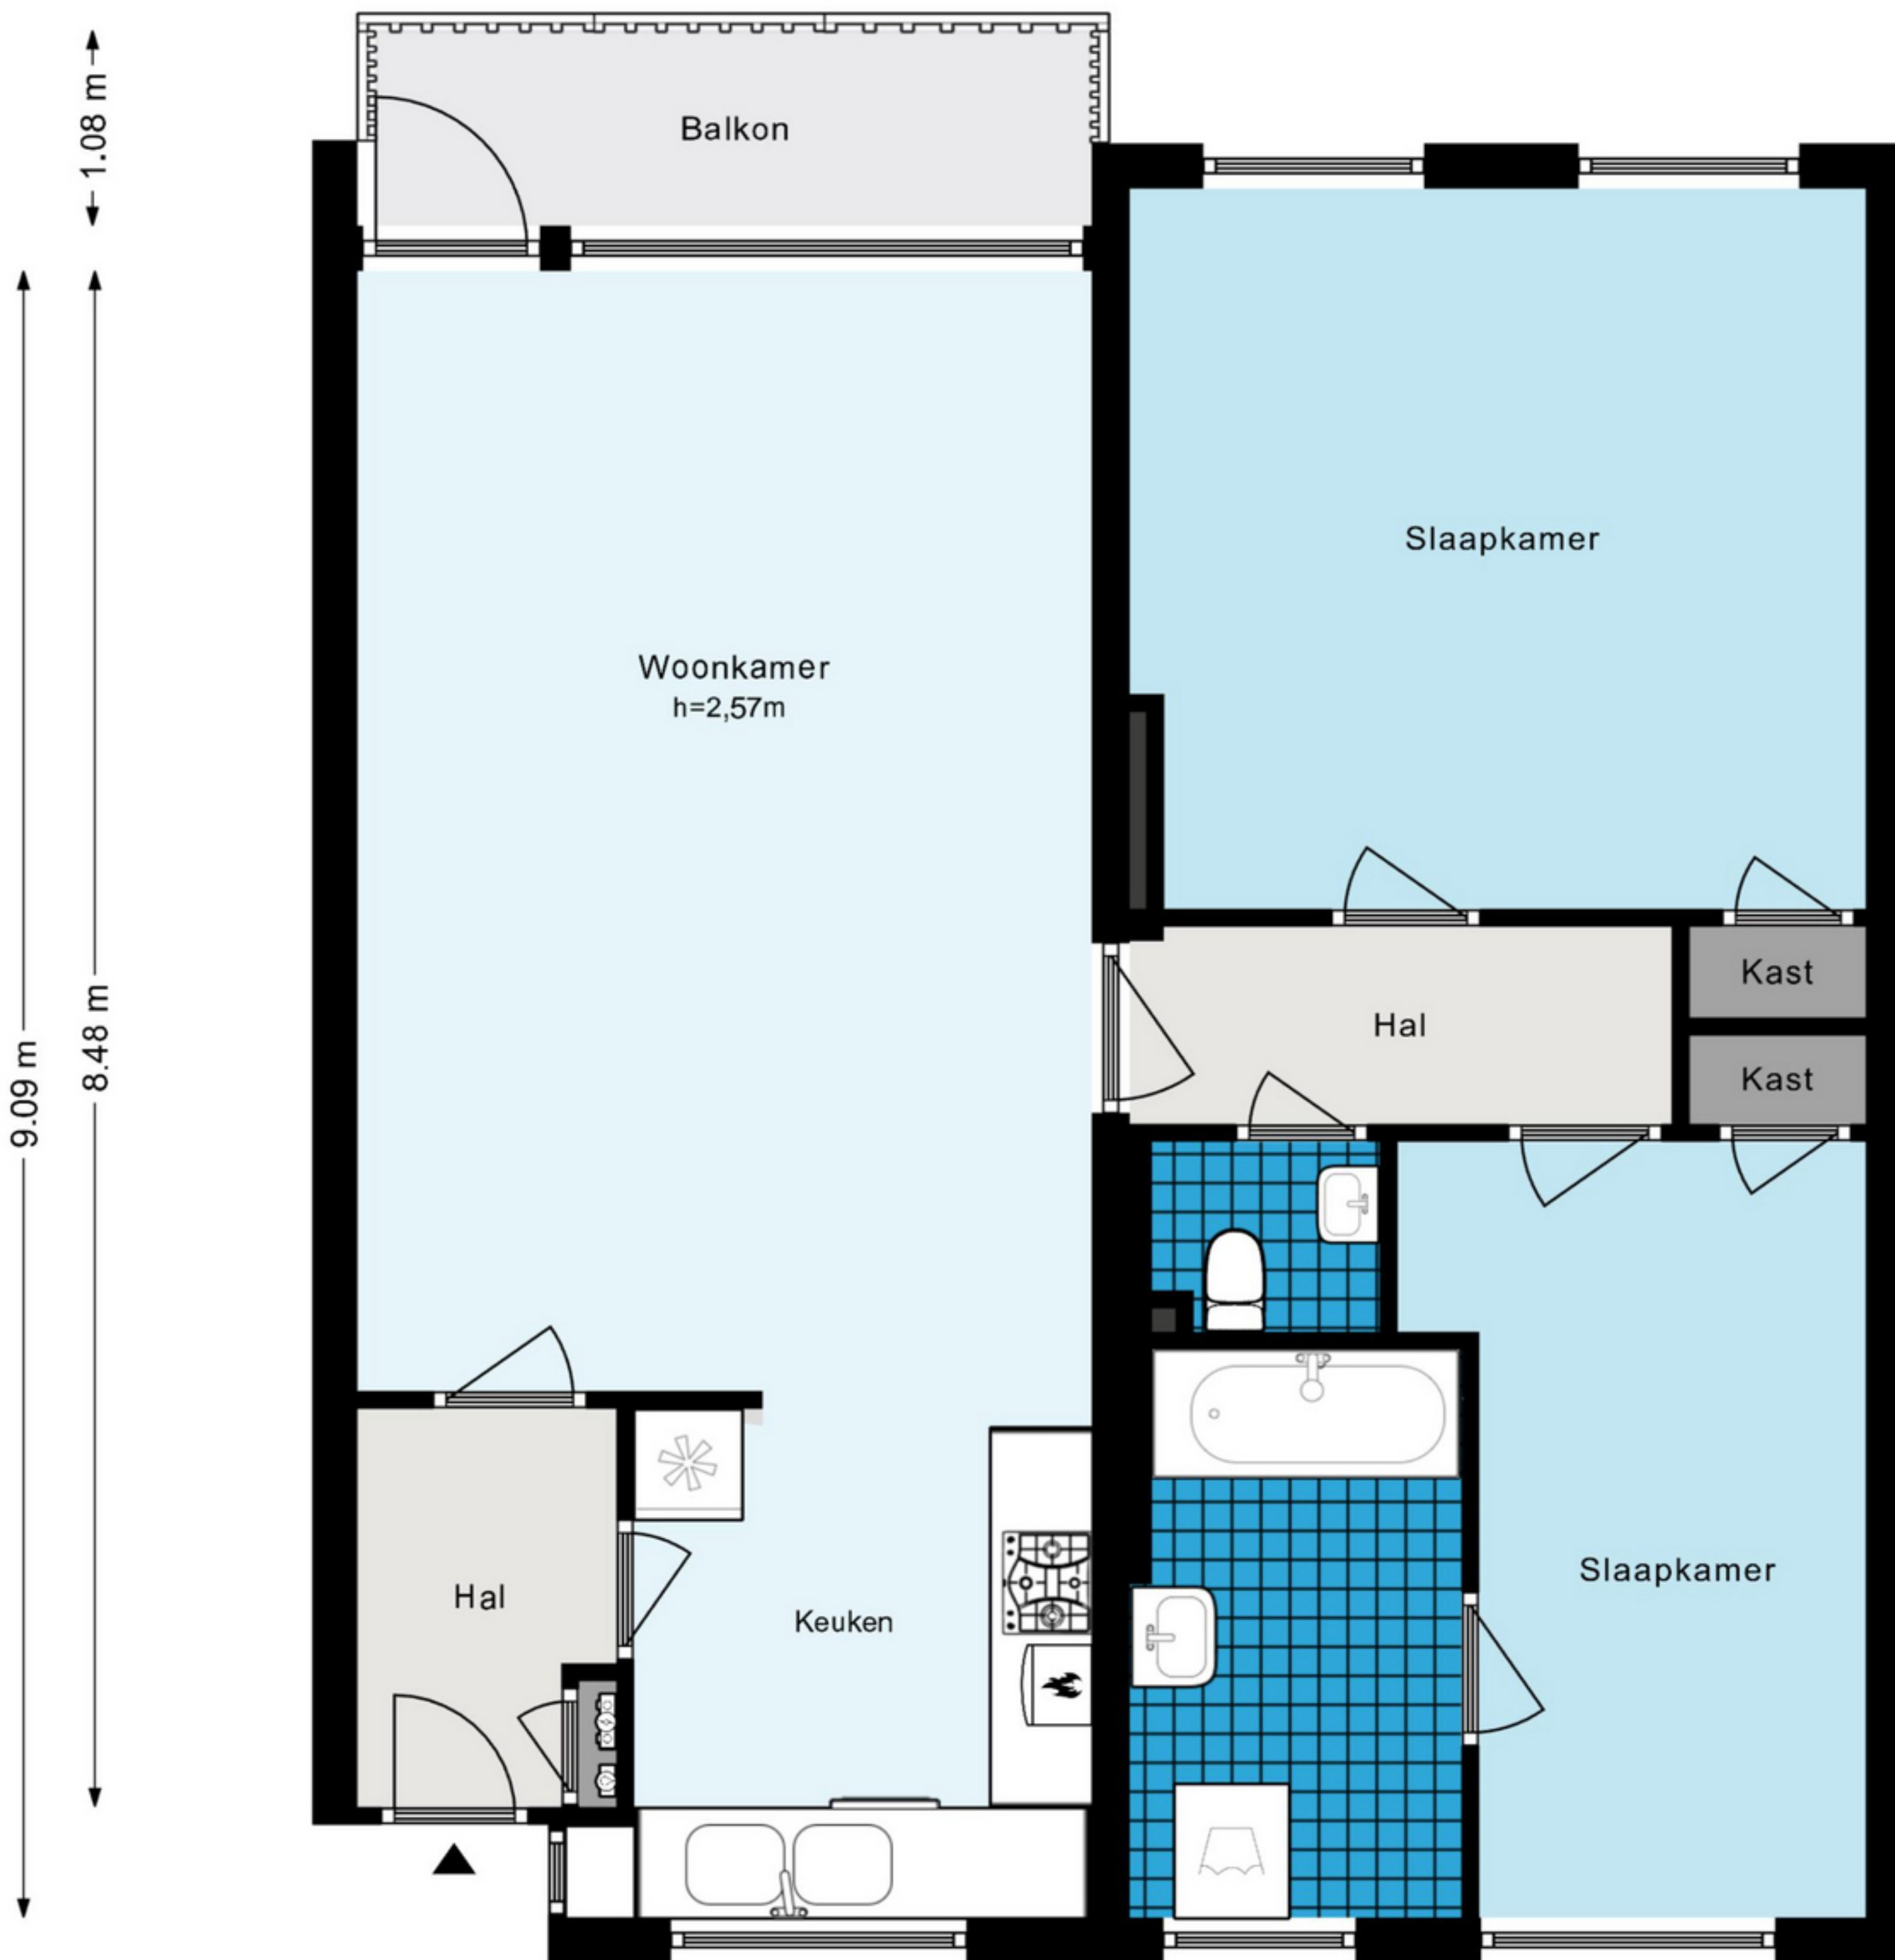 1.08 m
Balkon
9.09 m
8.48 m
Woonkamer
h=2,57m
Slaapkamer
Kast
Hal
Kast
Hal
Keuken
Slaapkamer